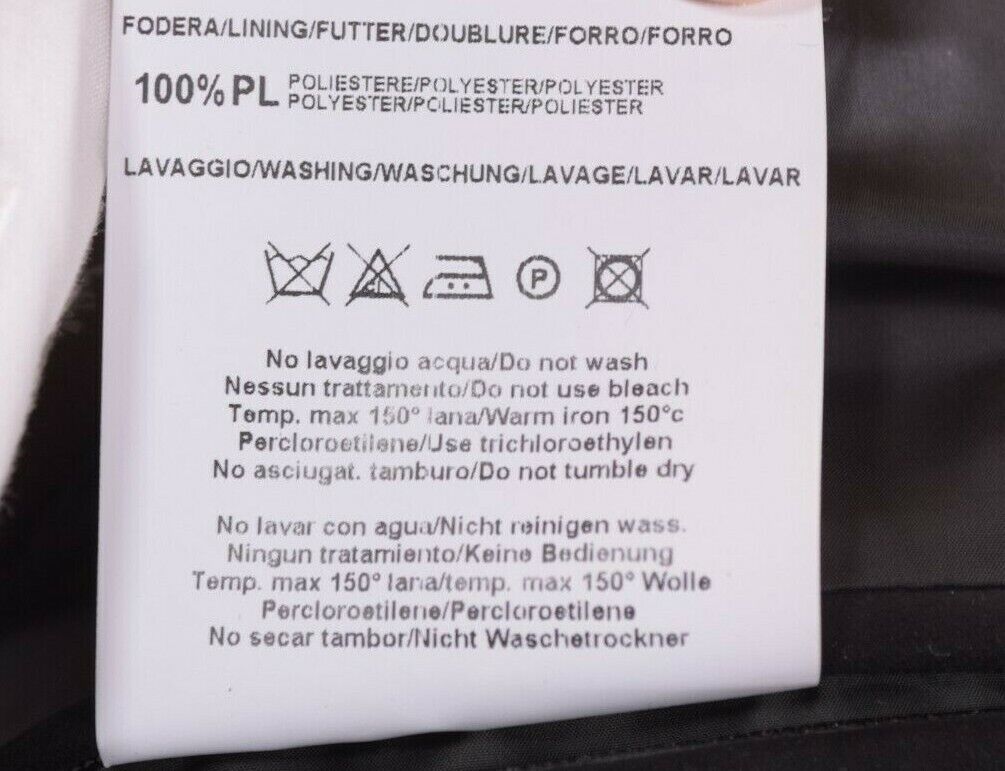 FODERA/LINING/FUTTER/DOUBLURE/FORRO/FORRO
100% PL POLIESTERE/POLYESTER/POLYESTER
POLYESTER/POLIESTER/POLIESTER
LAVAGGIO/WASHING/WASCHUNG/LAVAGE/LAVAR/LAVAR
P
No lavaggio acqua/Do not wash
Nessun trattamento/Do not use bleach
Temp. max 150° lana/Warm iron 150°c
Percloroetilene/Use trichloroethylen
No asciugat. tamburo/Do not tumble dry
No lavar con agua/Nicht reinigen wass.
Ningun tratamiento/Keine Bedienung
Temp. max 150° lana/temp. max 150° Wolle
Percloroetilene/Percloroetilene
No secar tambor/Nicht Waschetrockner